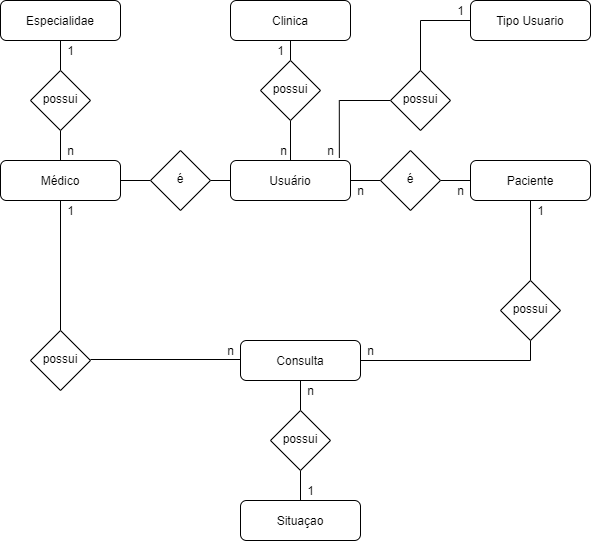 Especialidae
Clinica
Tipo Usuario
1
1
1
possui
possui
possui
n
n
n
Médico
é
Usuário
é
Paciente
n
n
1
1
possui
possui
n
Consulta
n
n
possui
1
Situaçao